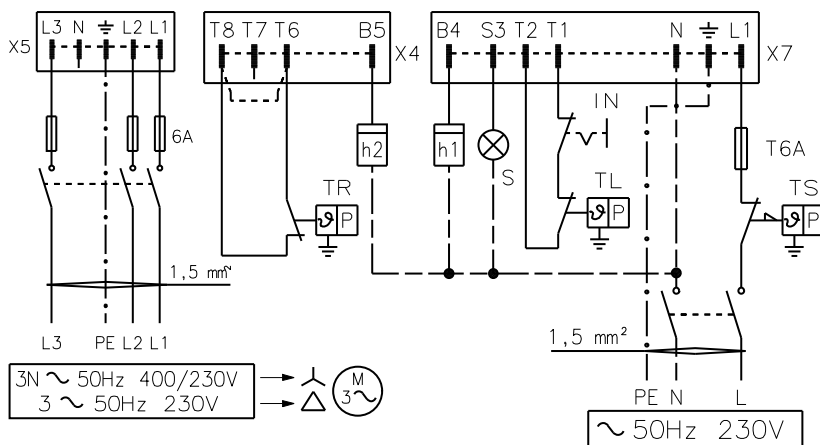 L3 N L2 L1
X5
6A
1,5 mm²
L3 PE L2 L1
3N ~ 50Hz 400/230V
3 ~ 50Hz 230V
M
3~
T8 T7 T6 B5
X4
h2
TR
ϑ P
B4 S3 T2 T1 N L1
X7
h1
S
IN
TL
ϑ P
T6A
TS
ϑ P
1,5 mm²
PE N L
~ 50Hz 230V